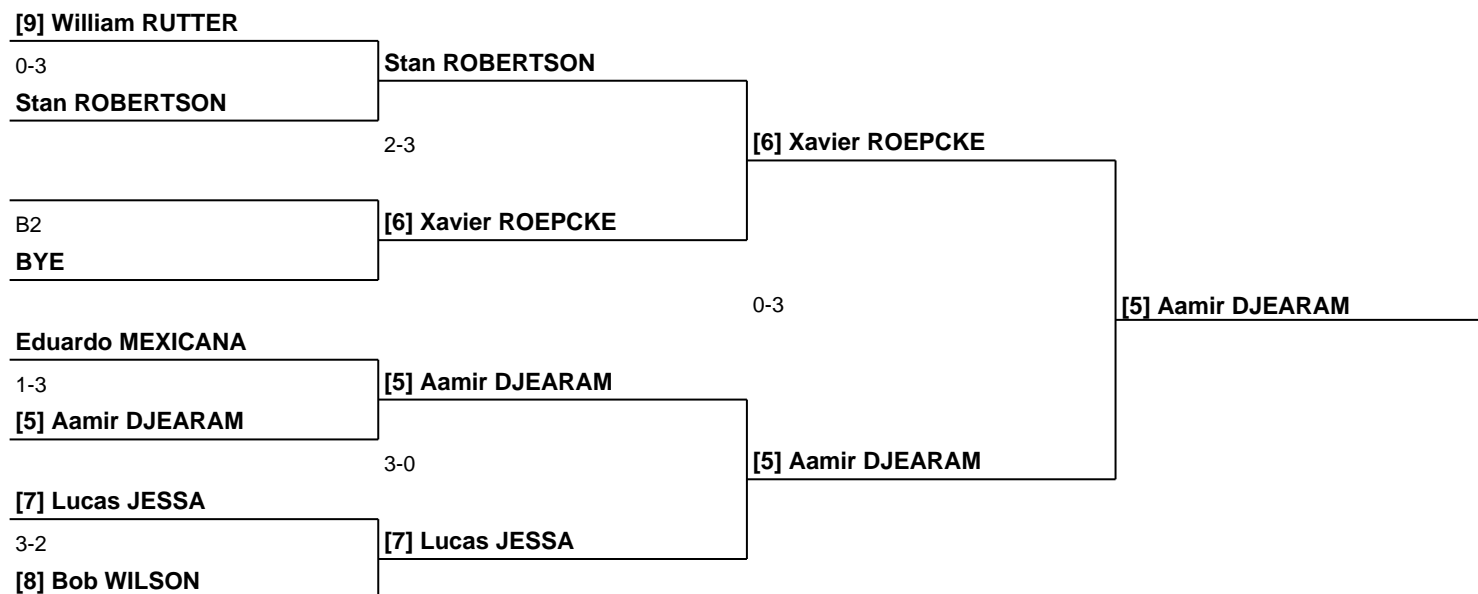 [9] William RUTTER
0-3
Stan ROBERTSON
Stan ROBERTSON
2-3
[6] Xavier ROEPCKE
B2
BYE
[6] Xavier ROEPCKE
0-3
[5] Aamir DJEARAM
Eduardo MEXICANA
1-3
[5] Aamir DJEARAM
[5] Aamir DJEARAM
3-0
[5] Aamir DJEARAM
[7] Lucas JESSA
3-2
[8] Bob WILSON
[7] Lucas JESSA